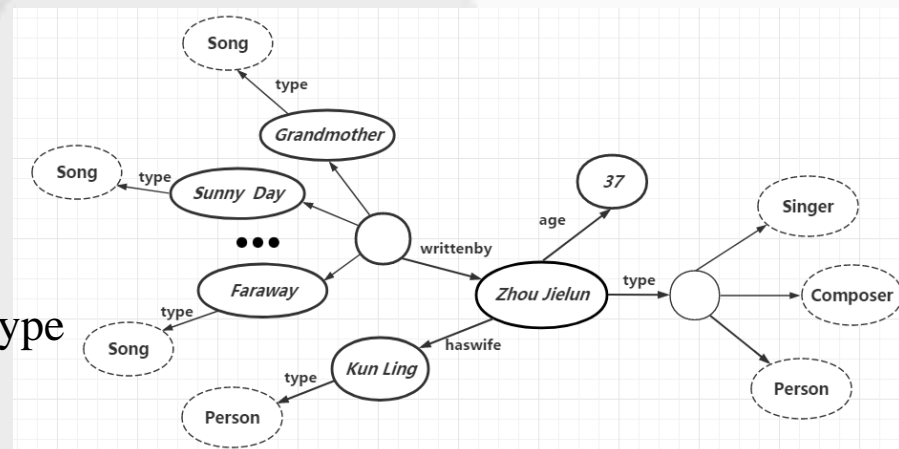 Song
type
Grandmother
Song
type
Sunny Day
37
Singer
age
•••
writtenby
Faraway
Zhou Jielun
type
Composer
type
ype
Song
haswife
Kun Ling
type
Person
Person